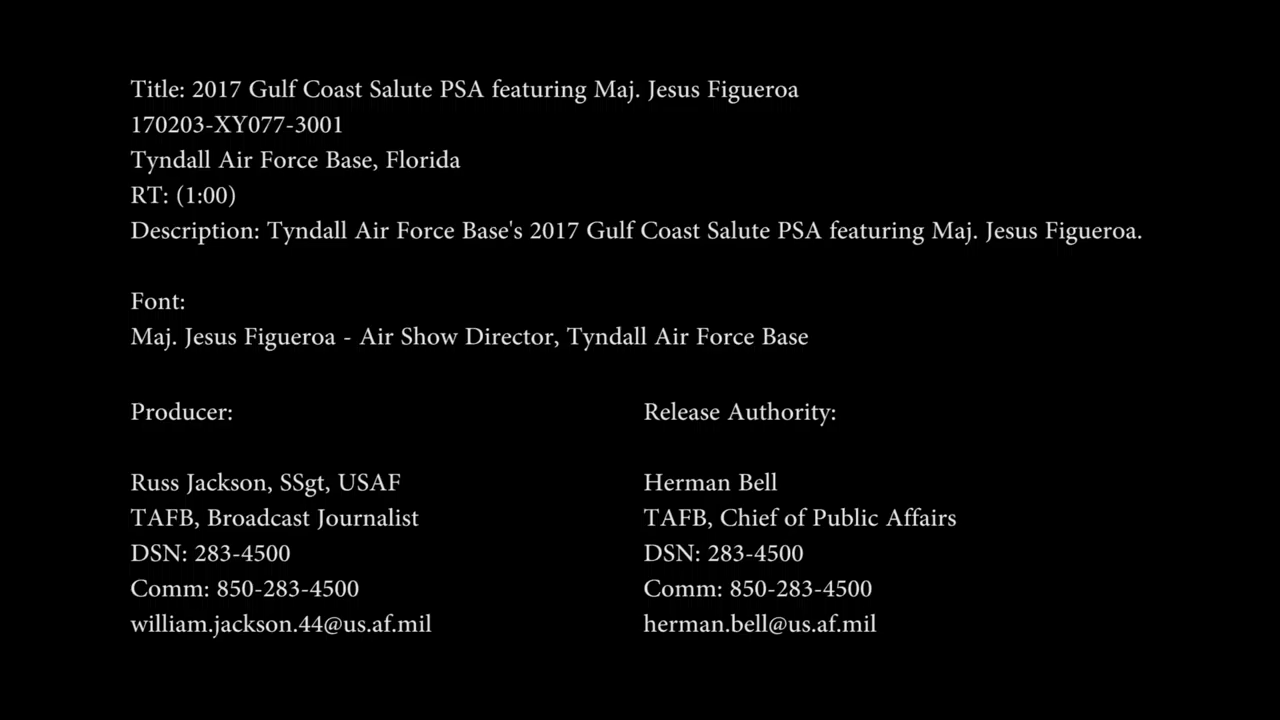 Title: 2017 Gulf Coast Salute PSA featuring Maj. Jesus Figueroa
170203-XY077-3001
Tyndall Air Force Base, Florida
RT: (1:00)
Description: Tyndall Air Force Base's 2017 Gulf Coast Salute PSA featuring Maj. Jesus Figueroa.
Font:
Maj. Jesus Figueroa - Air Show Director, Tyndall Air Force Base
Producer:
Russ Jackson, SSgt, USAF
TAFB, Broadcast Journalist
DSN: 283-4500
Comm: 850-283-4500
william.jackson.44@us.af.mil
Release Authority:
Herman Bell
TAFB, Chief of Public Affairs
DSN: 283-4500
Comm: 850-283-4500
herman.bell@us.af.mil